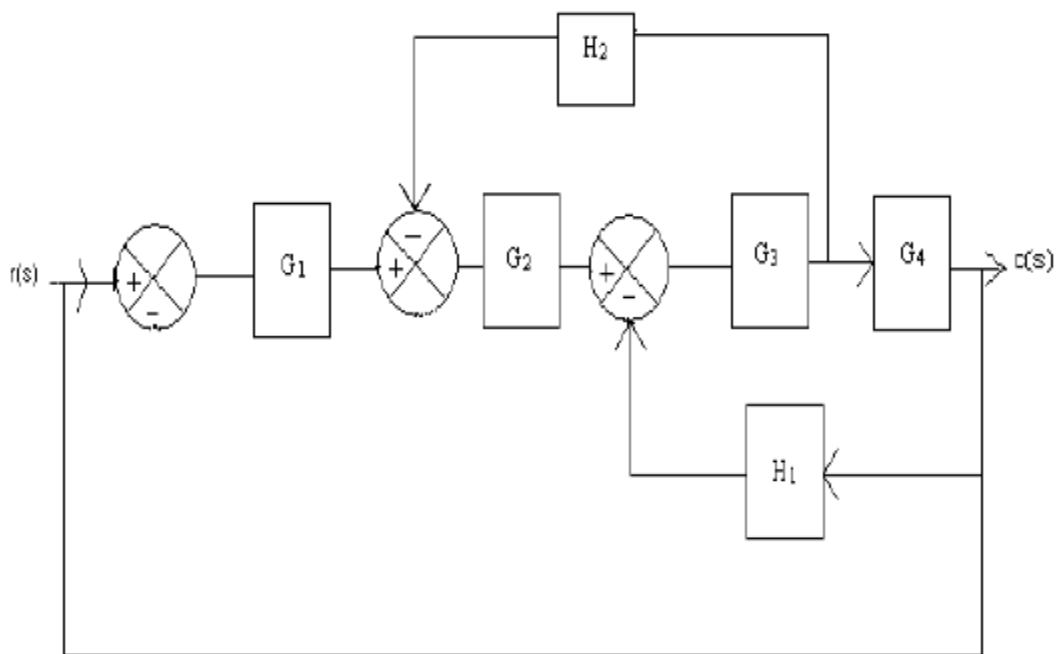 H₂
r(s) + − G₁ + − G₂ + − G₃ G₄ c(s)
H₁